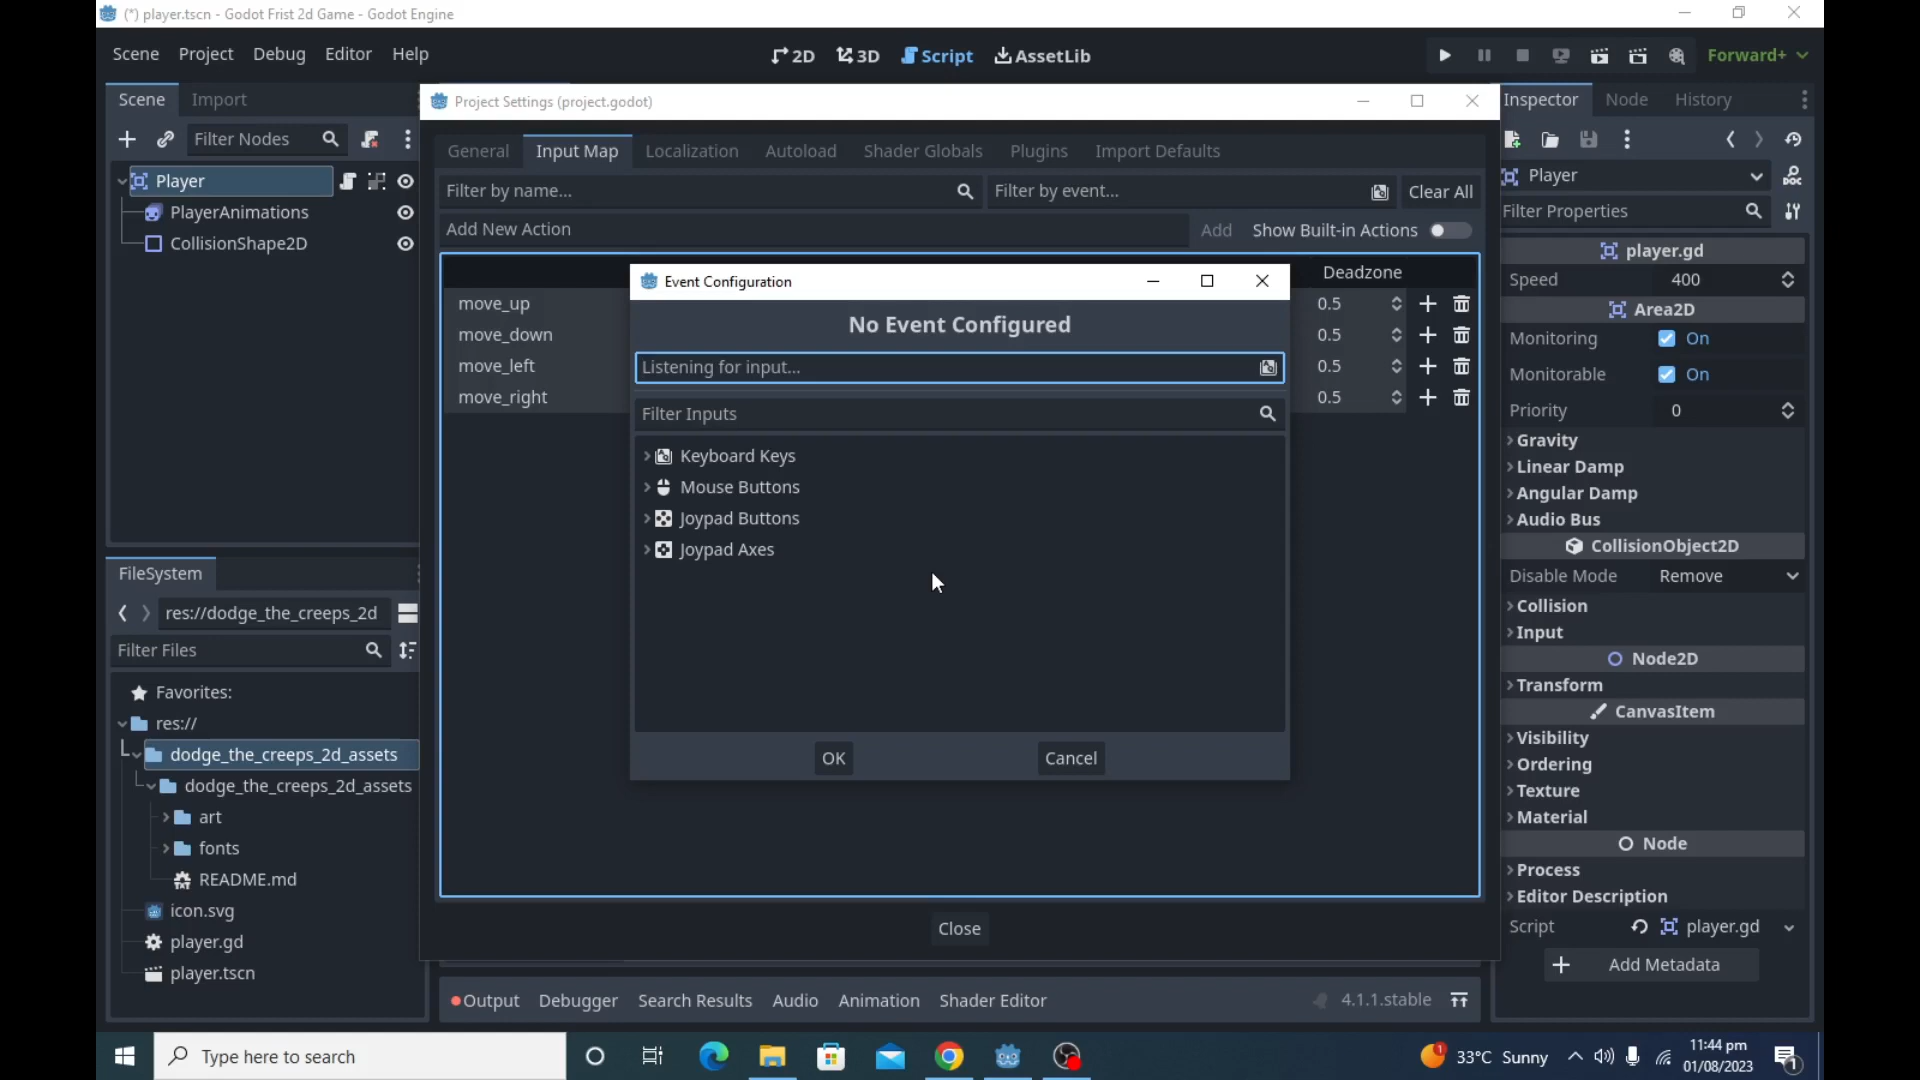 (*) player.tscn - Godot Frist 2d Game - Godot Engine
Scene Project Debug Editor Help
2D 3D Script AssetLib
Forward+
Scene Import
Project Settings (project.godot)
Inspector Node History
Filter Nodes
General Input Map Localization Autoload Shader Globals Plugins Import Defaults
Player
PlayerAnimations
CollisionShape2D
Filter by name... Filter by event... Clear All
Add New Action Add Show Built-in Actions
Deadzone
move_up 0.5
move_down 0.5
move_left 0.5
move_right 0.5
Event Configuration
No Event Configured
Listening for input...
Filter Inputs
Keyboard Keys
Mouse Buttons
Joypad Buttons
Joypad Axes
OK Cancel
Close
Player
Filter Properties
player.gd
Speed 400
Area2D
Monitoring On
Monitorable On
Priority 0
Gravity
Linear Damp
Angular Damp
Audio Bus
CollisionObject2D
Disable Mode Remove
Collision
Input
Node2D
Transform
CanvasItem
Visibility
Ordering
Texture
Material
Node
Process
Editor Description
Script player.gd
Add Metadata
FileSystem
res://dodge_the_creeps_2d
Filter Files
Favorites:
res://
dodge_the_creeps_2d_assets
dodge_the_creeps_2d_assets
art
fonts
README.md
icon.svg
player.gd
player.tscn
Output Debugger Search Results Audio Animation Shader Editor 4.1.1.stable
Type here to search
1
33°C Sunny
11:44 pm
01/08/2023
1